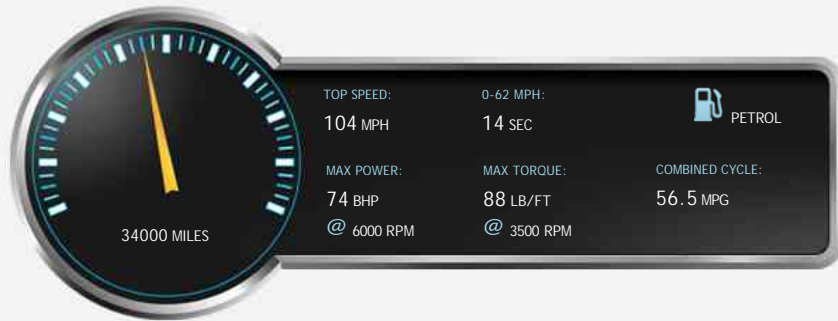 TOP SPEED:
104 MPH
0-62 MPH:
14 SEC
PETROL
MAX POWER:
74 BHP
@ 6000 RPM
MAX TORQUE:
88 LB/FT
@ 3500 RPM
COMBINED CYCLE:
56.5 MPG
34000 MILES